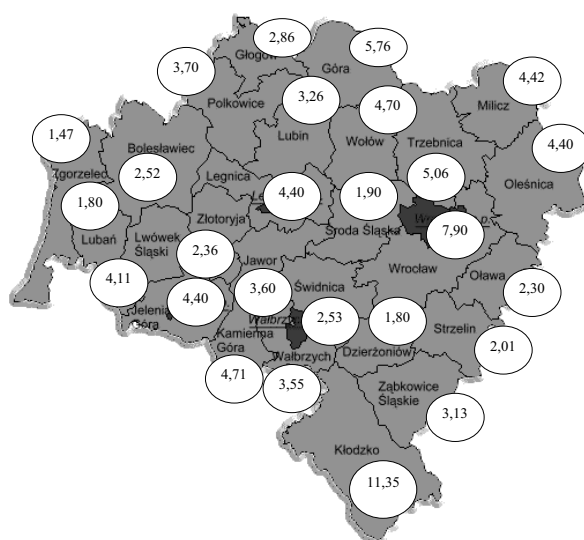 2,86
5,76
Głogów
Góra
3,70
4,42
3,26
Polkowice
4,70
Milicz
1,47
Lubin
Wołów
Trzebnica
4,40
Bolesławiec
Zgorzelec
2,52
Legnica
4,40
1,90
5,06
Oleśnica
1,80
Złotoryja
Środa Śląska
7,90
Lubań
Lwówek
Śląski
2,36
Jawor
Wrocław
4,11
3,60
Świdnica
Oława
2,30
4,40
Jelenia
Góra
Wałbrzych
2,53
1,80
Strzelin
Kamienna
Góra
Wałbrzych
Dzierżoniów
2,01
4,71
3,55
Ząbkowice
Śląskie
3,13
Kłodzko
11,35